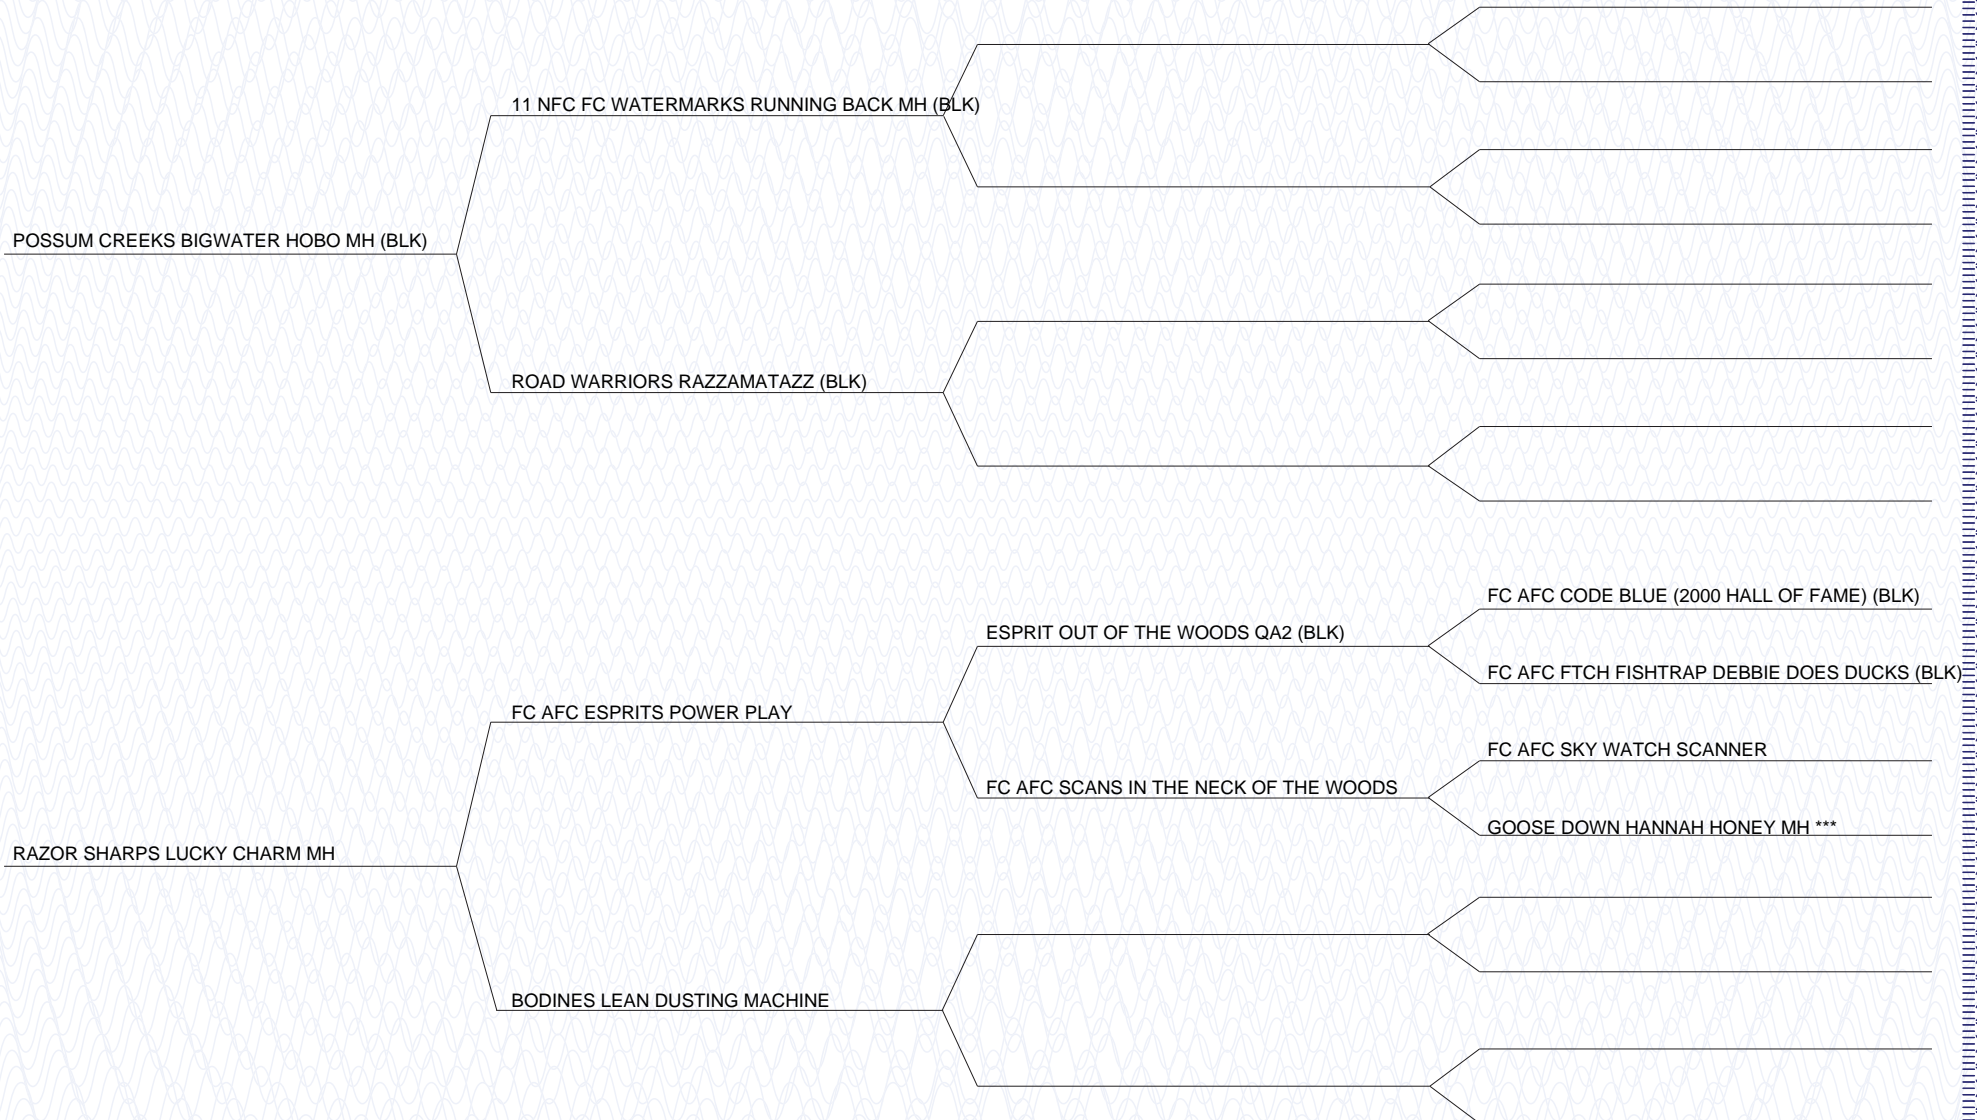 11 NFC FC WATERMARKS RUNNING BACK MH (BLK)
POSSUM CREEKS BIGWATER HOBO MH (BLK)
ROAD WARRIORS RAZZAMATAZZ (BLK)
FC AFC CODE BLUE (2000 HALL OF FAME) (BLK)
ESPRIT OUT OF THE WOODS QA2 (BLK)
FC AFC FTCH FISHTRAP DEBBIE DOES DUCKS (BLK)
FC AFC ESPRITS POWER PLAY
FC AFC SKY WATCH SCANNER
FC AFC SCANS IN THE NECK OF THE WOODS
GOOSE DOWN HANNAH HONEY MH ***
RAZOR SHARPS LUCKY CHARM MH
BODINES LEAN DUSTING MACHINE